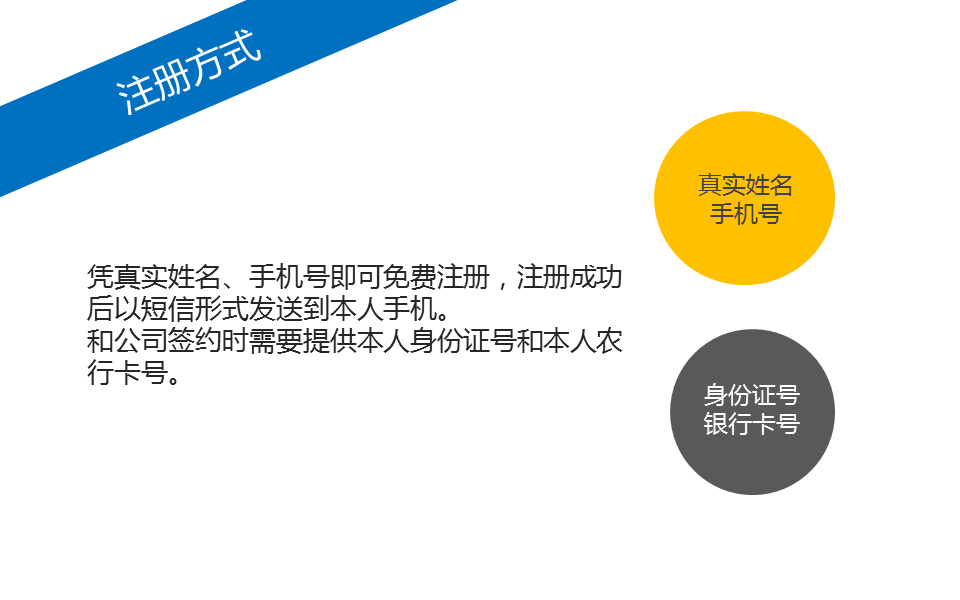 注册方式
真实姓名
手机号
凭真实姓名、手机号即可免费注册，注册成功
后以短信形式发送到本人手机。
和公司签约时需要提供本人身份证号和本人农
行卡号。
身份证号
银行卡号